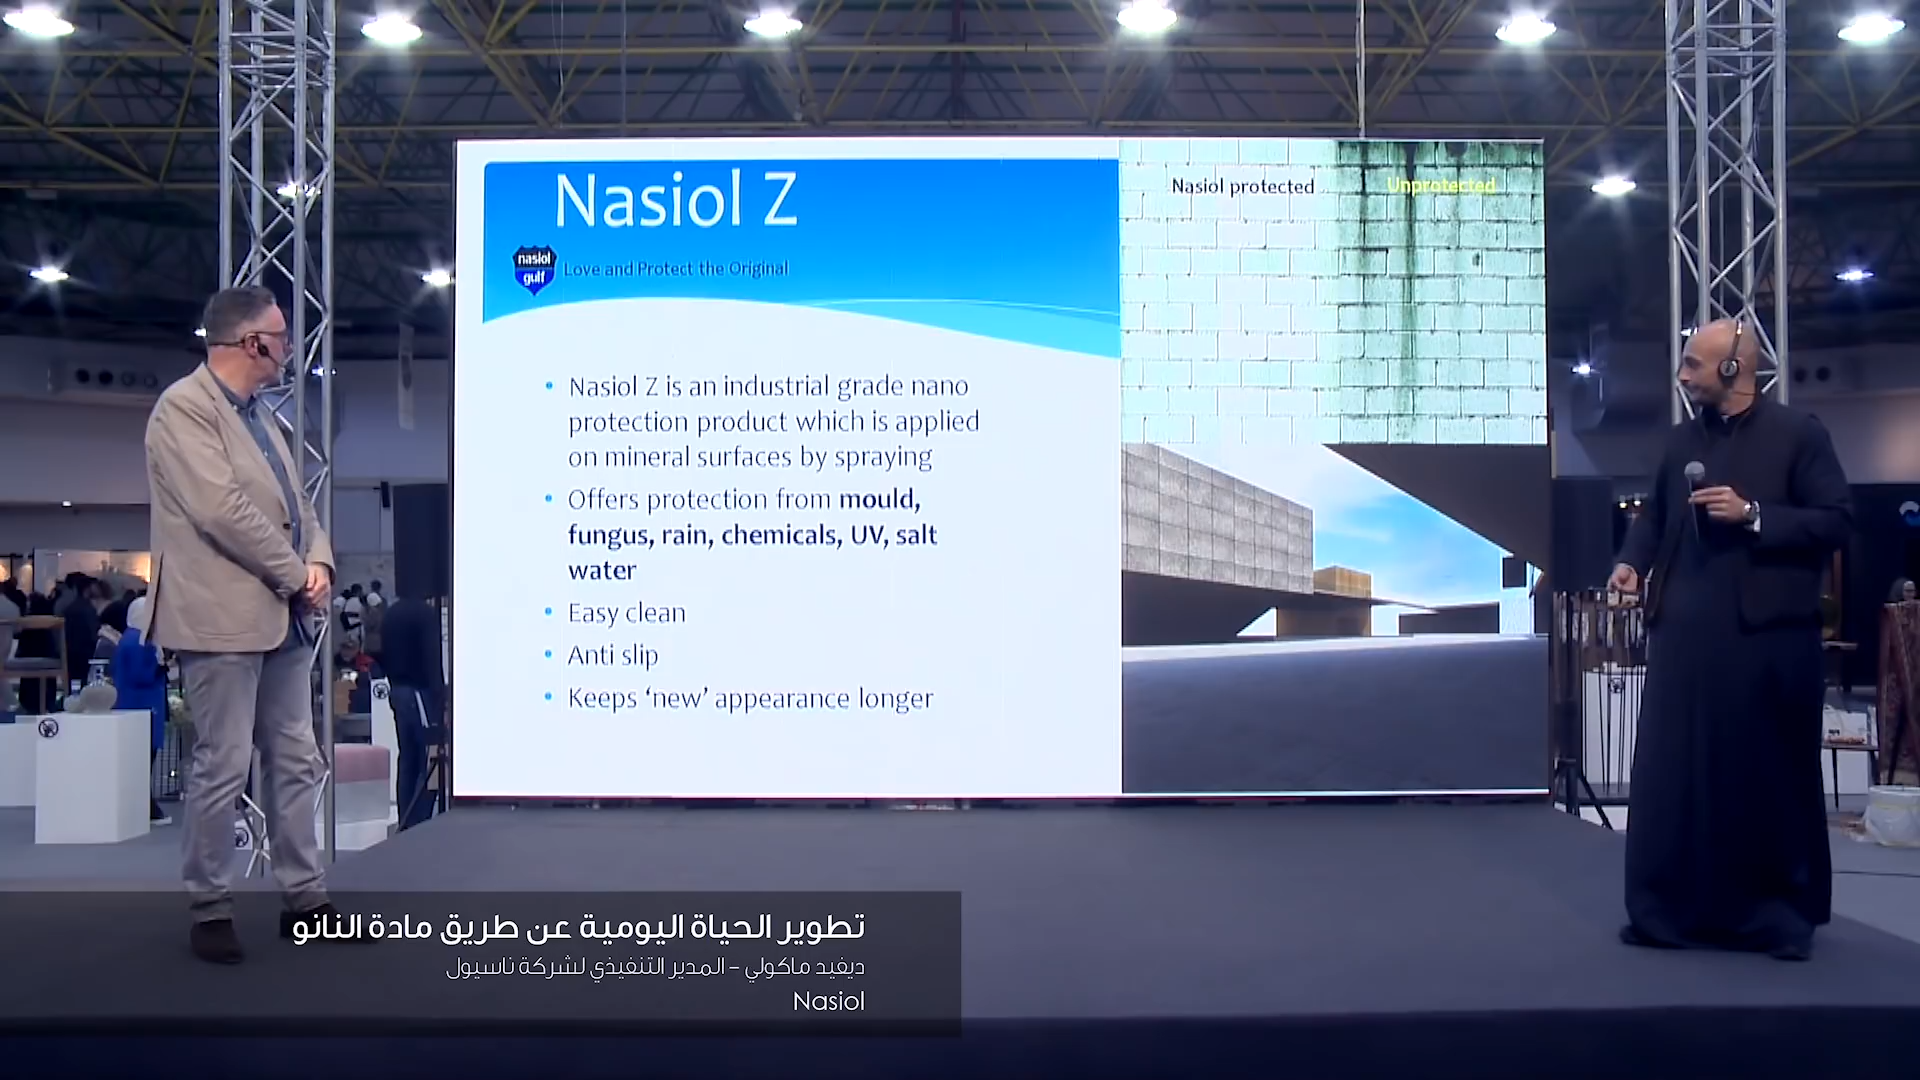 Nasiol Z
nasiol
gulf
Love and Protect the Original
Nasiol protected
Unprotected
• Nasiol Z is an industrial grade nano
protection product which is applied
on mineral surfaces by spraying
• Offers protection from mould,
fungus, rain, chemicals, UV, salt
water
• Easy clean
• Anti slip
• Keeps ‘new’ appearance longer
تطوير الحياة اليومية عن طريق مادة النانو
ديفيد ماكولي – المدير التنفيذي لشركة ناسيول
Nasiol